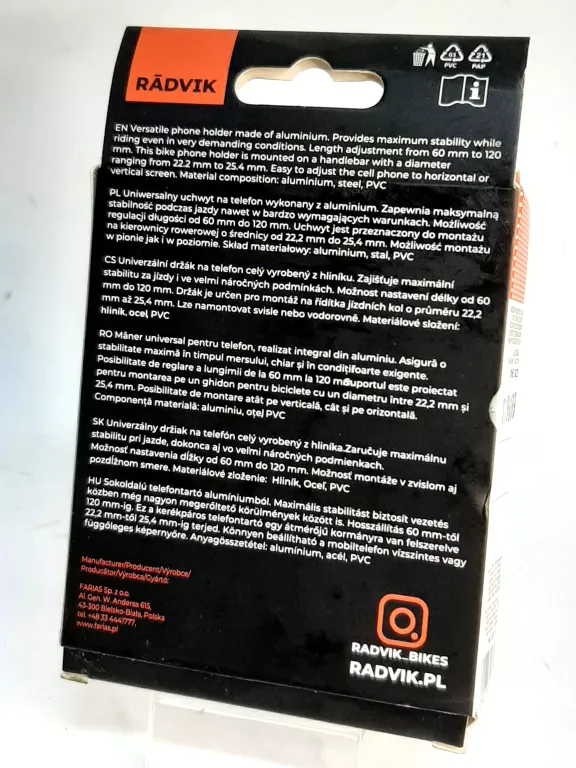 RĀDVIK
01
PVC
21
PAP
EN Versatile phone holder made of aluminium. Provides maximum stability while
riding even in very demanding conditions. Length adjustment from 60 mm to 120
mm. This bike phone holder is mounted on a handlebar with a diameter
ranging from 22.2 mm to 25.4 mm. Easy to adjust the cell phone to horizontal or
vertical screen. Material composition: aluminium, steel, PVC
PL Uniwersalny uchwyt na telefon wykonany z aluminium. Zapewnia maksymalną
stabilność podczas jazdy nawet w bardzo wymagających warunkach. Możliwość
regulacji długości od 60 mm do 120 mm. Uchwyt jest przeznaczony do montażu
na kierownicy rowerowej o średnicy od 22,2 mm do 25,4 mm. Możliwość montażu
w pionie jak i w poziomie. Skład materiałowy: aluminium, stal, PVC
CS Univerzální držák na telefon celý vyrobený z hliníku. Zajišťuje maximální
stabilitu za jízdy i ve velmi náročných podmínkách. Možnost nastavení délky od 60
mm do 120 mm. Držák je určen pro montáž na řídítka jízdních kol o průměru 22,2
mm až 25,4 mm. Lze namontovat svisle nebo vodorovně. Materiálové složení:
hliník, ocel, PVC
RO Mâner universal pentru telefon, realizat integral din aluminiu. Asigură o
stabilitate maximă în timpul mersului, chiar și în condițifoarte exigente.
Posibilitate de reglare a lungimii de la 60 mm la 120 mm.Suportul este proiectat
pentru montarea pe un ghidon pentru biciclete cu un diametru între 22,2 mm și
25,4 mm. Posibilitate de montare atât pe verticală, cât și pe orizontală.
Componența materială: aluminiu, oțel, PVC
SK Univerzálny držiak na telefón celý vyrobený z hliníka.Zaručuje maximálnu
stabilitu pri jazde, dokonca aj vo veľmi náročných podmienkach.
Možnosť nastavenia dĺžky od 60 mm do 120 mm. Možnosť montáže v zvislom aj
pozdĺžnom smere. Materiálové zloženie: Hliník, Oceľ, PVC
HU Sokoldalú telefontartó alumíniumból. Maximális stabilitást biztosít vezetés
közben még nagyon megerőltető körülmények között is. Hosszállítás 60 mm-től
120 mm-ig. Ez a kerékpáros telefontartó egy átmérőjű kormányra van felszerelve
22,2 mm-től 25,4 mm-ig terjed. Könnyen beállítható a mobiltelefon vízszintes vagy
függőleges képernyőre. Anyagösszetétel: alumínium, acél, PVC
Manufacturer/Producent/Výrobce/
Producător/Výrobca/Gyártó:
FARIAS Sp. z o.o.
Al. Gen. W. Andersa 615,
43-300 Bielsko-Biała, Polska
tel. +48 33 4441777,
www.farias.pl
RADVIK_BIKES
RADVIK.PL